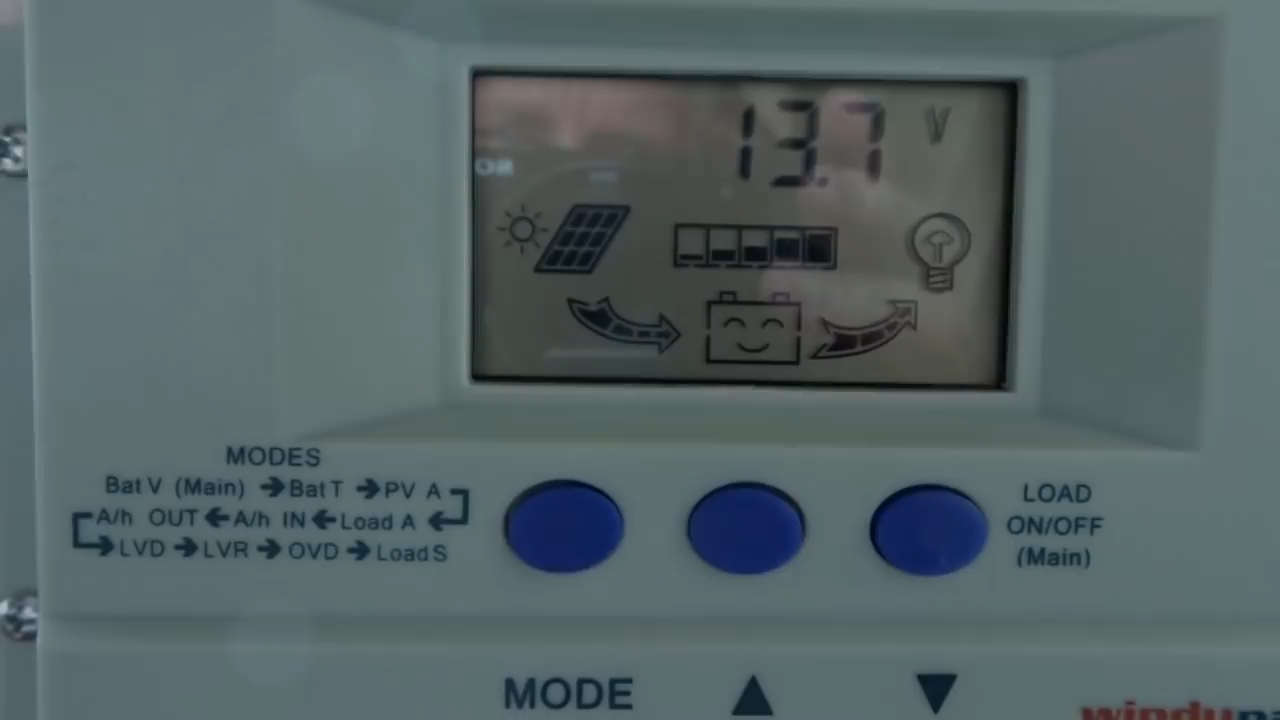 13.7 V
MODES
Bat V (Main) → Bat T → PV A
A/h OUT ← A/h IN ← Load A
LVD → LVR → OVD → Load S
LOAD
ON/OFF
(Main)
MODE ▲ ▼